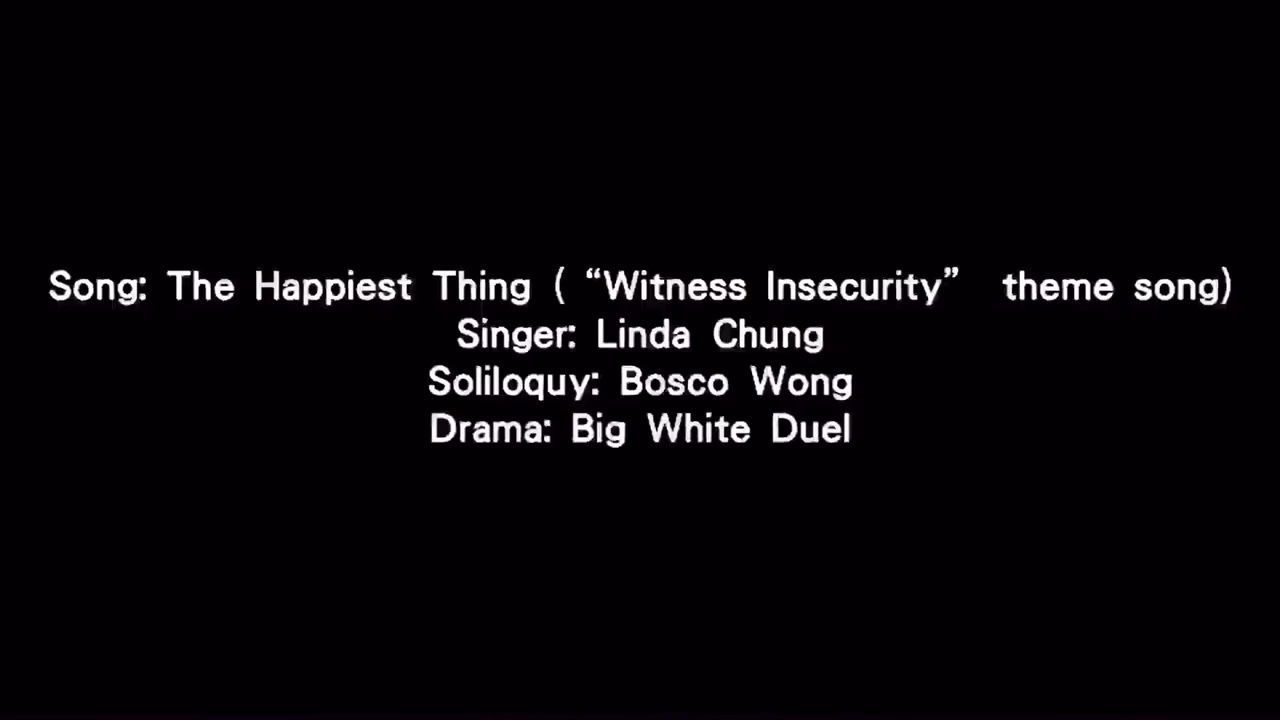 Song: The Happiest Thing ( “Witness Insecurity” theme song)
Singer: Linda Chung
Soliloquy: Bosco Wong
Drama: Big White Duel